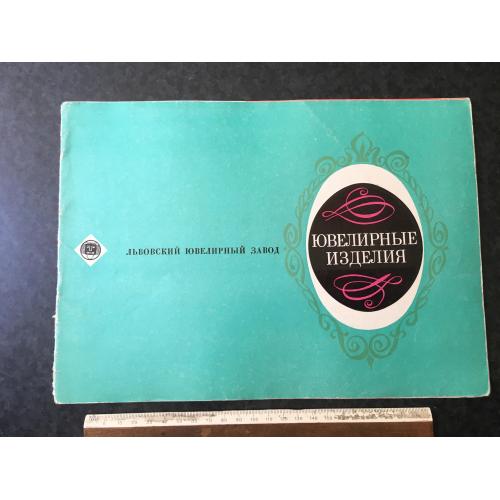 ЛЬВОВСКИЙ ЮВЕЛИРНЫЙ ЗАВОД
ЮВЕЛИРНЫЕ
ИЗДЕЛИЯ